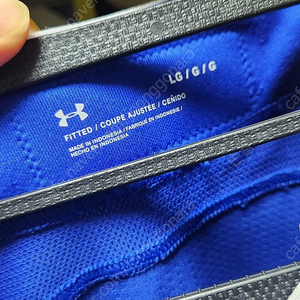 LG / G / G
FITTED / COUPE AJUSTÉE / CEÑIDO
MADE IN INDONESIA / FABRIQUÉ EN INDONÉSIE /
HECHO EN INDONESIA